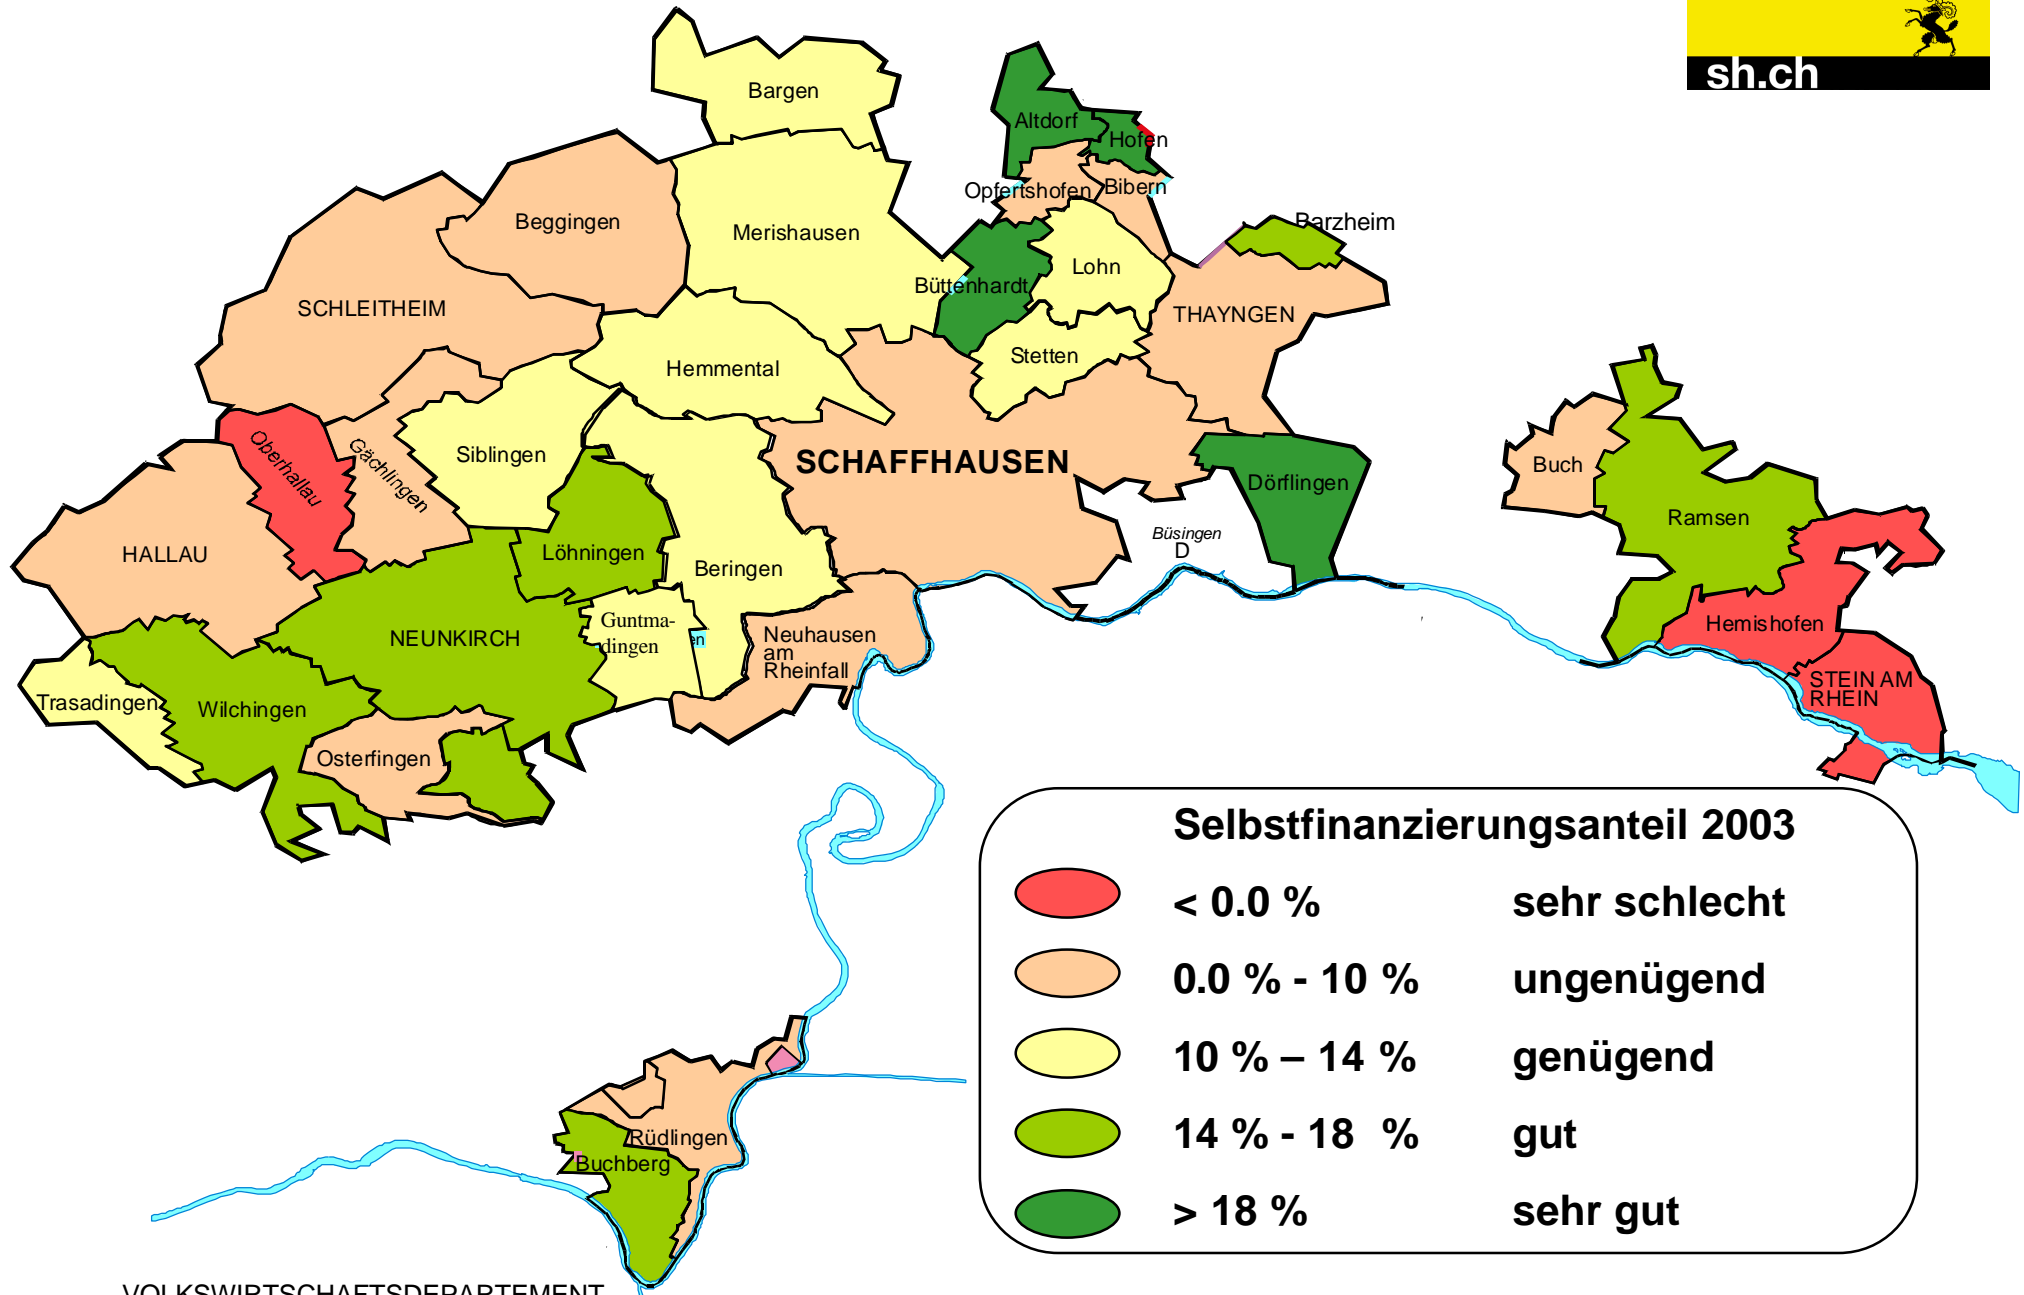 sh.ch
Bargen
Altdorf
Hofen
Opfertshofen
Bibern
Beggingen
Merishausen
Barzheim
Lohn
Büttenhardt
SCHLEITHEIM
THAYNGEN
Stetten
Hemmental
Oberhallau
Gächlingen
Siblingen
SCHAFFHAUSEN
Buch
Dörflingen
Ramsen
Büsingen
D
HALLAU
Löhningen
Beringen
Guntma-
dingen
en
NEUNKIRCH
Neuhausen
am
Rheinfall
Hemishofen
STEIN AM
RHEIN
Trasadingen
Wilchingen
Osterfingen
Rüdlingen
Buchberg
Selbstfinanzierungsanteil 2003
< 0.0 % sehr schlecht
0.0 % - 10 % ungenügend
10 % – 14 % genügend
14 % - 18 % gut
> 18 % sehr gut
VOLKSWIRTSCHAFTSDEPARTEMENT